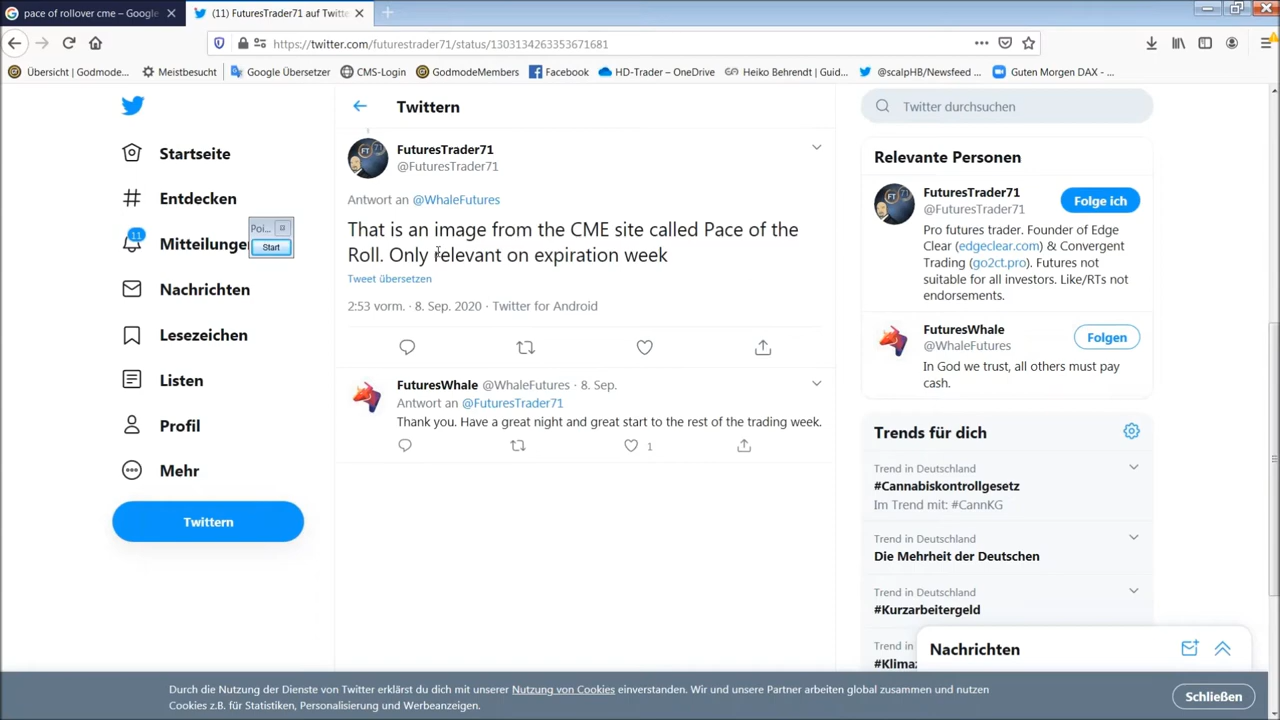 pace of rollover cme – Google
(11) FuturesTrader71 auf Twitte
https://twitter.com/futurestrader71/status/1303134263353671681
Übersicht | Godmode...
Meistbesucht
Google Übersetzer
CMS-Login
GodmodeMembers
Facebook
HD-Trader – OneDrive
Heiko Behrendt | Guid...
@scalpHB/Newsfeed ...
Guten Morgen DAX - ...
Startseite
Entdecken
11
Mitteilungen
Poi...
Start
Nachrichten
Lesezeichen
Listen
Profil
Mehr
Twittern
Twittern
FT 71
FuturesTrader71
@FuturesTrader71
Antwort an @WhaleFutures
That is an image from the CME site called Pace of the
Roll. Only relevant on expiration week
Tweet übersetzen
2:53 vorm. · 8. Sep. 2020 · Twitter for Android
FuturesWhale @WhaleFutures · 8. Sep.
Antwort an @FuturesTrader71
Thank you. Have a great night and great start to the rest of the trading week.
1
Twitter durchsuchen
Relevante Personen
FuturesTrader71
@FuturesTrader71
Folge ich
Pro futures trader. Founder of Edge
Clear (edgeclear.com) & Convergent
Trading (go2ct.pro). Futures not
suitable for all investors. Like/RTs not
endorsements.
FuturesWhale
@WhaleFutures
Folgen
In God we trust, all others must pay
cash.
Trends für dich
Trend in Deutschland
#Cannabiskontrollgesetz
Im Trend mit: #CannKG
Trend in Deutschland
Die Mehrheit der Deutschen
Trend in Deutschland
#Kurzarbeitergeld
Trend in
#Klima
Nachrichten
Durch die Nutzung der Dienste von Twitter erklärst du dich mit unserer Nutzung von Cookies einverstanden. Wir und unsere Partner arbeiten global zusammen und nutzen
Cookies z.B. für Statistiken, Personalisierung und Werbeanzeigen.
Schließen